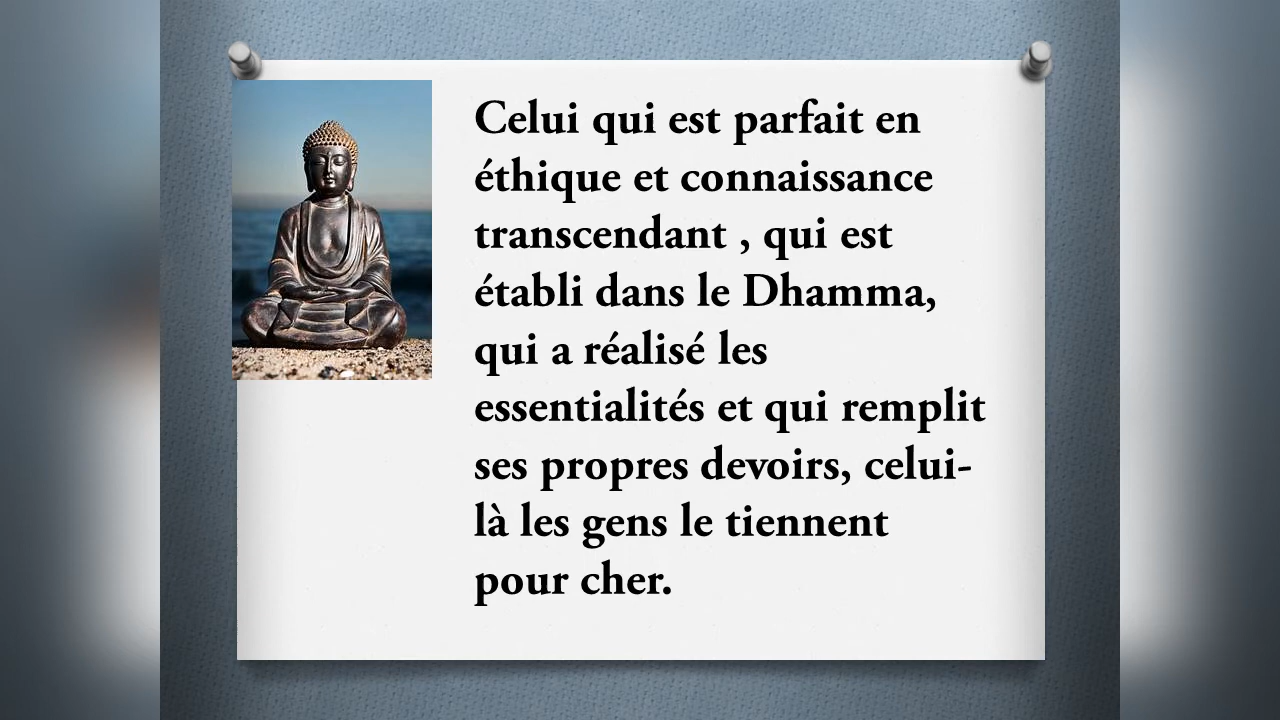 Celui qui est parfait en
éthique et connaissance
transcendant , qui est
établi dans le Dhamma,
qui a réalisé les
essentialités et qui remplit
ses propres devoirs, celui-
là les gens le tiennent
pour cher.